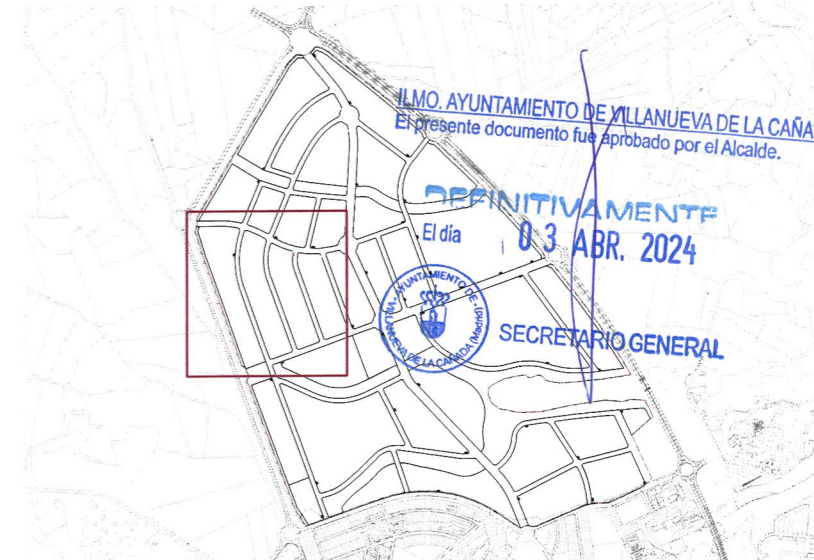 ILMO. AYUNTAMIENTO DE VILLANUEVA DE LA CAÑA
El presente documento fue aprobado por el Alcalde.
DEFINITIVAMENTE
El día 03 ABR. 2024
AYUNTAMIENTO DE VILLANUEVA DE LA CAÑADA (Madrid)
SECRETARIO GENERAL